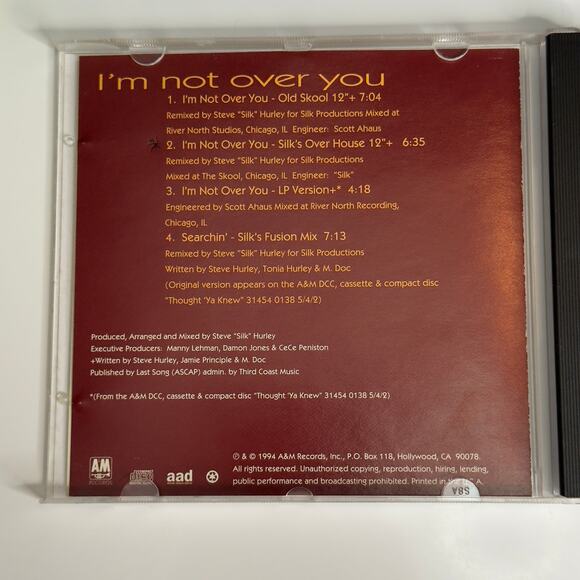 I'm not over you
1. I'm Not Over You - Old Skool 12"+ 7:04
Remixed by Steve "Silk" Hurley for Silk Productions Mixed at
River North Studios, Chicago, IL Engineer: Scott Ahaus
2. I'm Not Over You - Silk's Over House 12"+ 6:35
Remixed by Steve "Silk" Hurley for Silk Productions
Mixed at The Skool, Chicago, IL Engineer: "Silk"
3. I'm Not Over You - LP Version+* 4:18
Engineered by Scott Ahaus Mixed at River North Recording,
Chicago, IL
4. Searchin' - Silk's Fusion Mix 7:13
Remixed by Steve "Silk" Hurley for Silk Productions
Written by Steve Hurley, Tonia Hurley & M. Doc
(Original version appears on the A&M DCC, cassette & compact disc
"Thought 'Ya Knew" 31454 0138 5/4/2)
Produced, Arranged and Mixed by Steve "Silk" Hurley
Executive Producers: Manny Lehman, Damon Jones & CeCe Peniston
+Written by Steve Hurley, Jamie Principle & M. Doc
Published by Last Song (ASCAP) admin. by Third Coast Music
*(From the A&M DCC, cassette & compact disc "Thought 'Ya Knew" 31454 0138 5/4/2)
℗ & © 1994 A&M Records, Inc., P.O. Box 118, Hollywood, CA 90078.
All rights reserved. Unauthorized copying, reproduction, hiring, lending,
public performance and broadcasting prohibited. Printed in the U.S.A.
AM
RECORDS
COMPACT
disc
DIGITAL AUDIO
aad
S8A